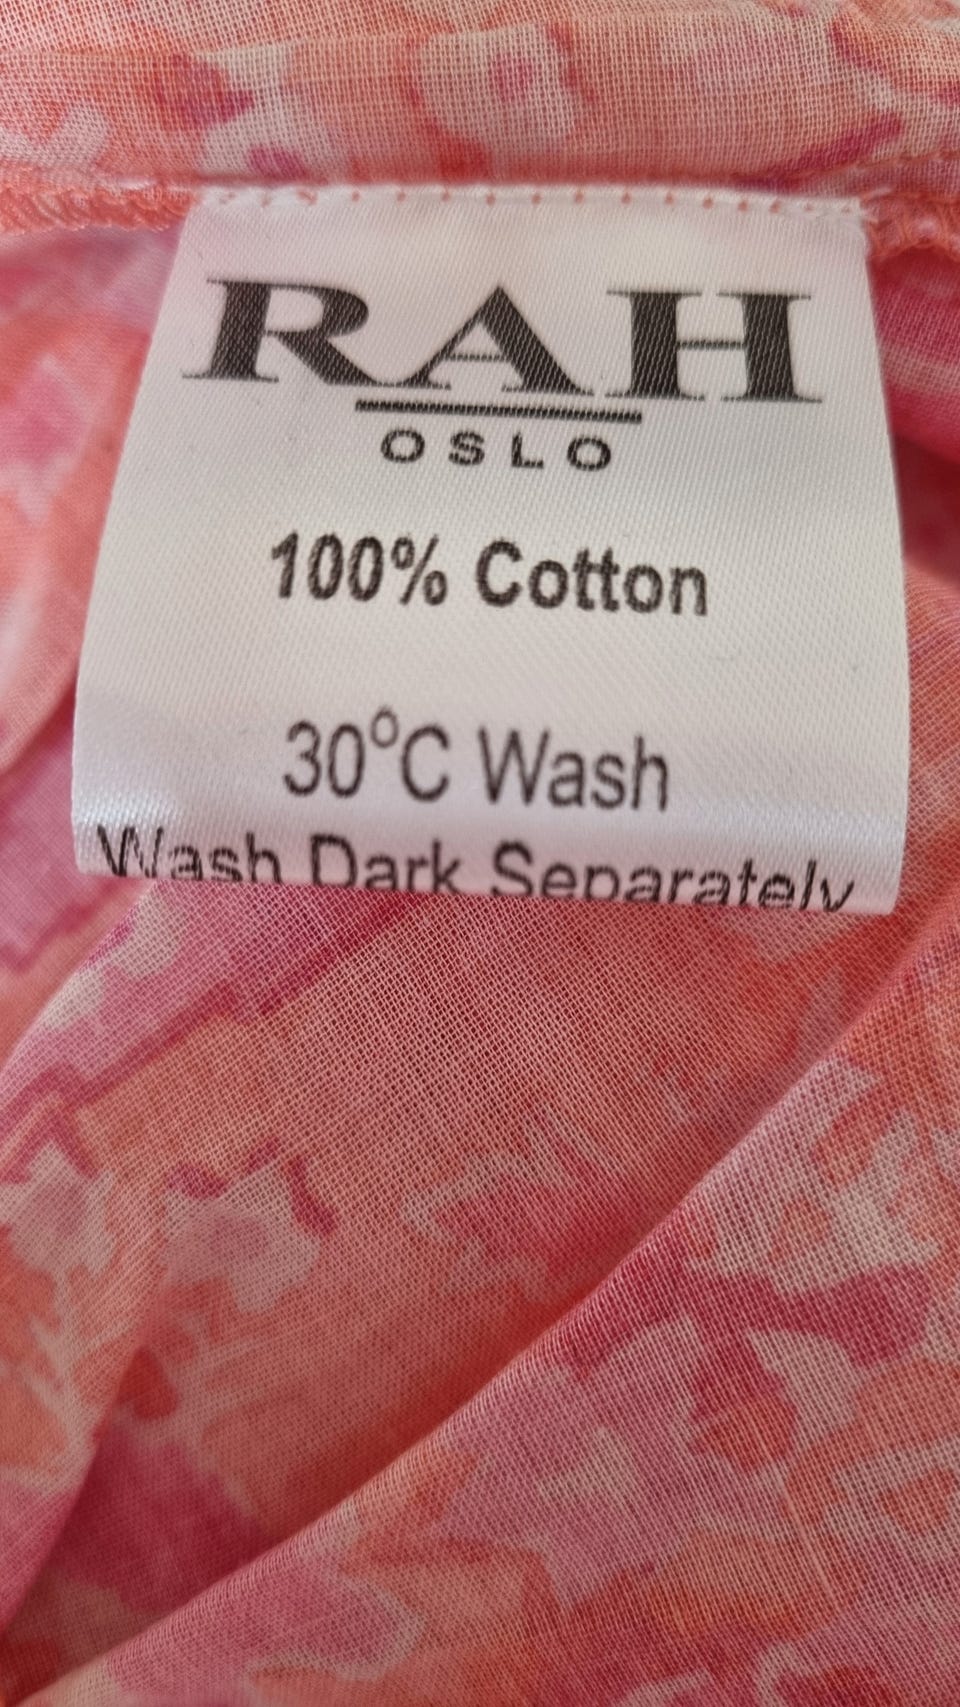 RAH
OSLO
100% Cotton
30°C Wash
Wash Dark Separately